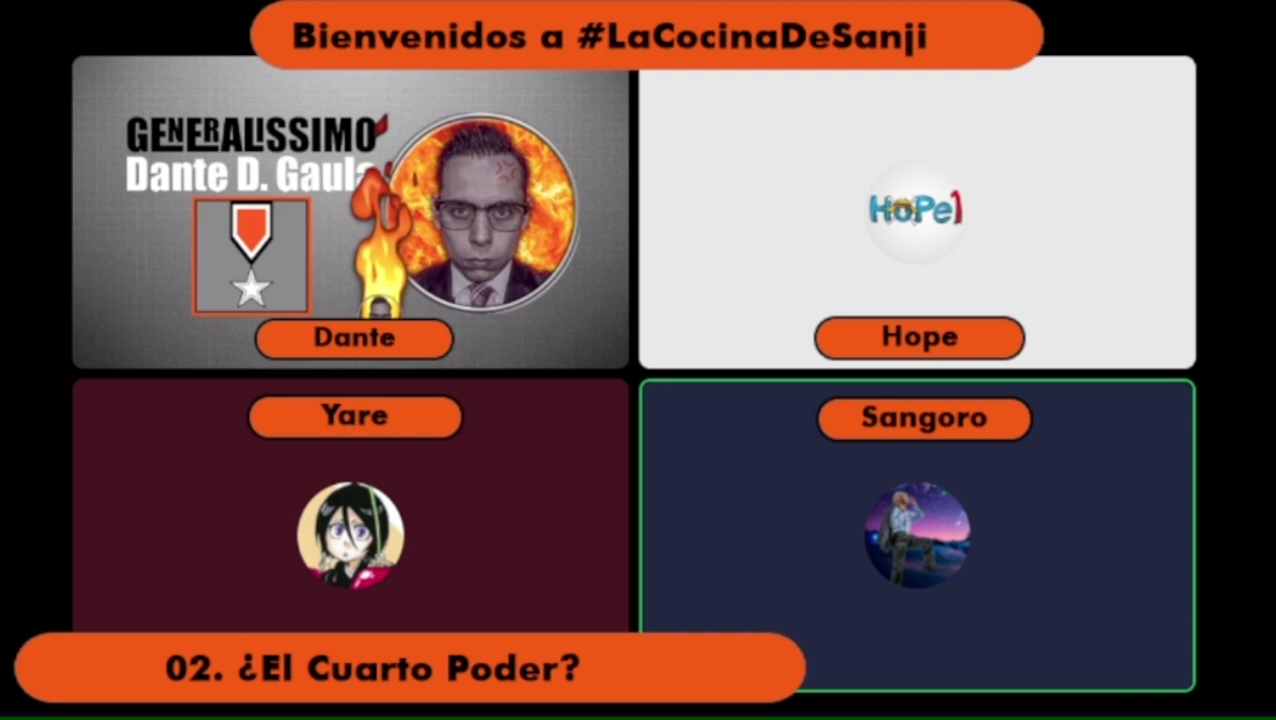 Bienvenidos a #LaCocinaDeSanji
GENERALISSIMO
Dante D. Gaula
HoPe1
Dante
Hope
Yare
Sangoro
02. ¿El Cuarto Poder?